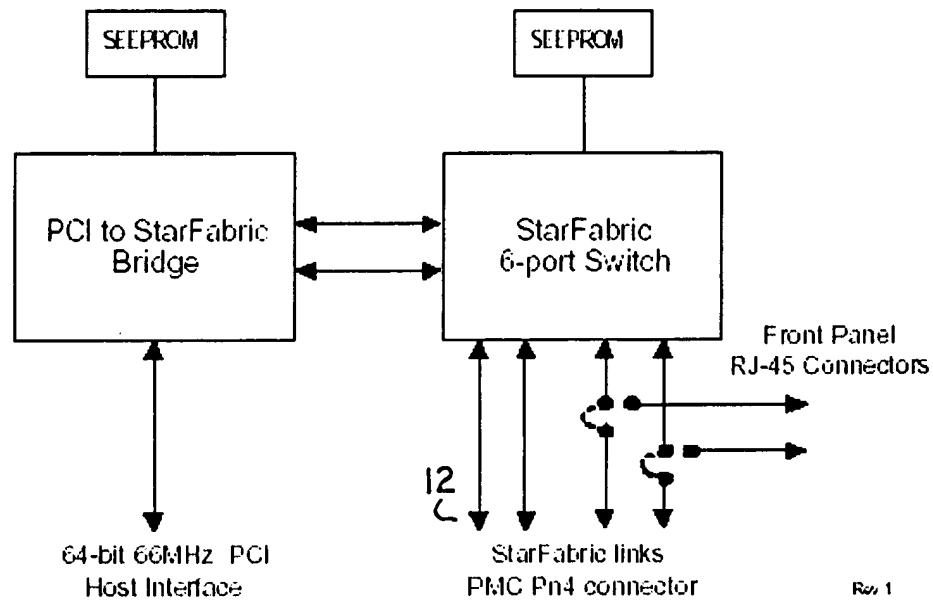 SEEPROM
SEEPROM
PCI to StarFabric
Bridge
StarFabric
6-port Switch
Front Panel
RJ-45 Connectors
12
64-bit 66MHz PCI
Host Interface
StarFabric links
PMC Pn4 connector
Rev 1